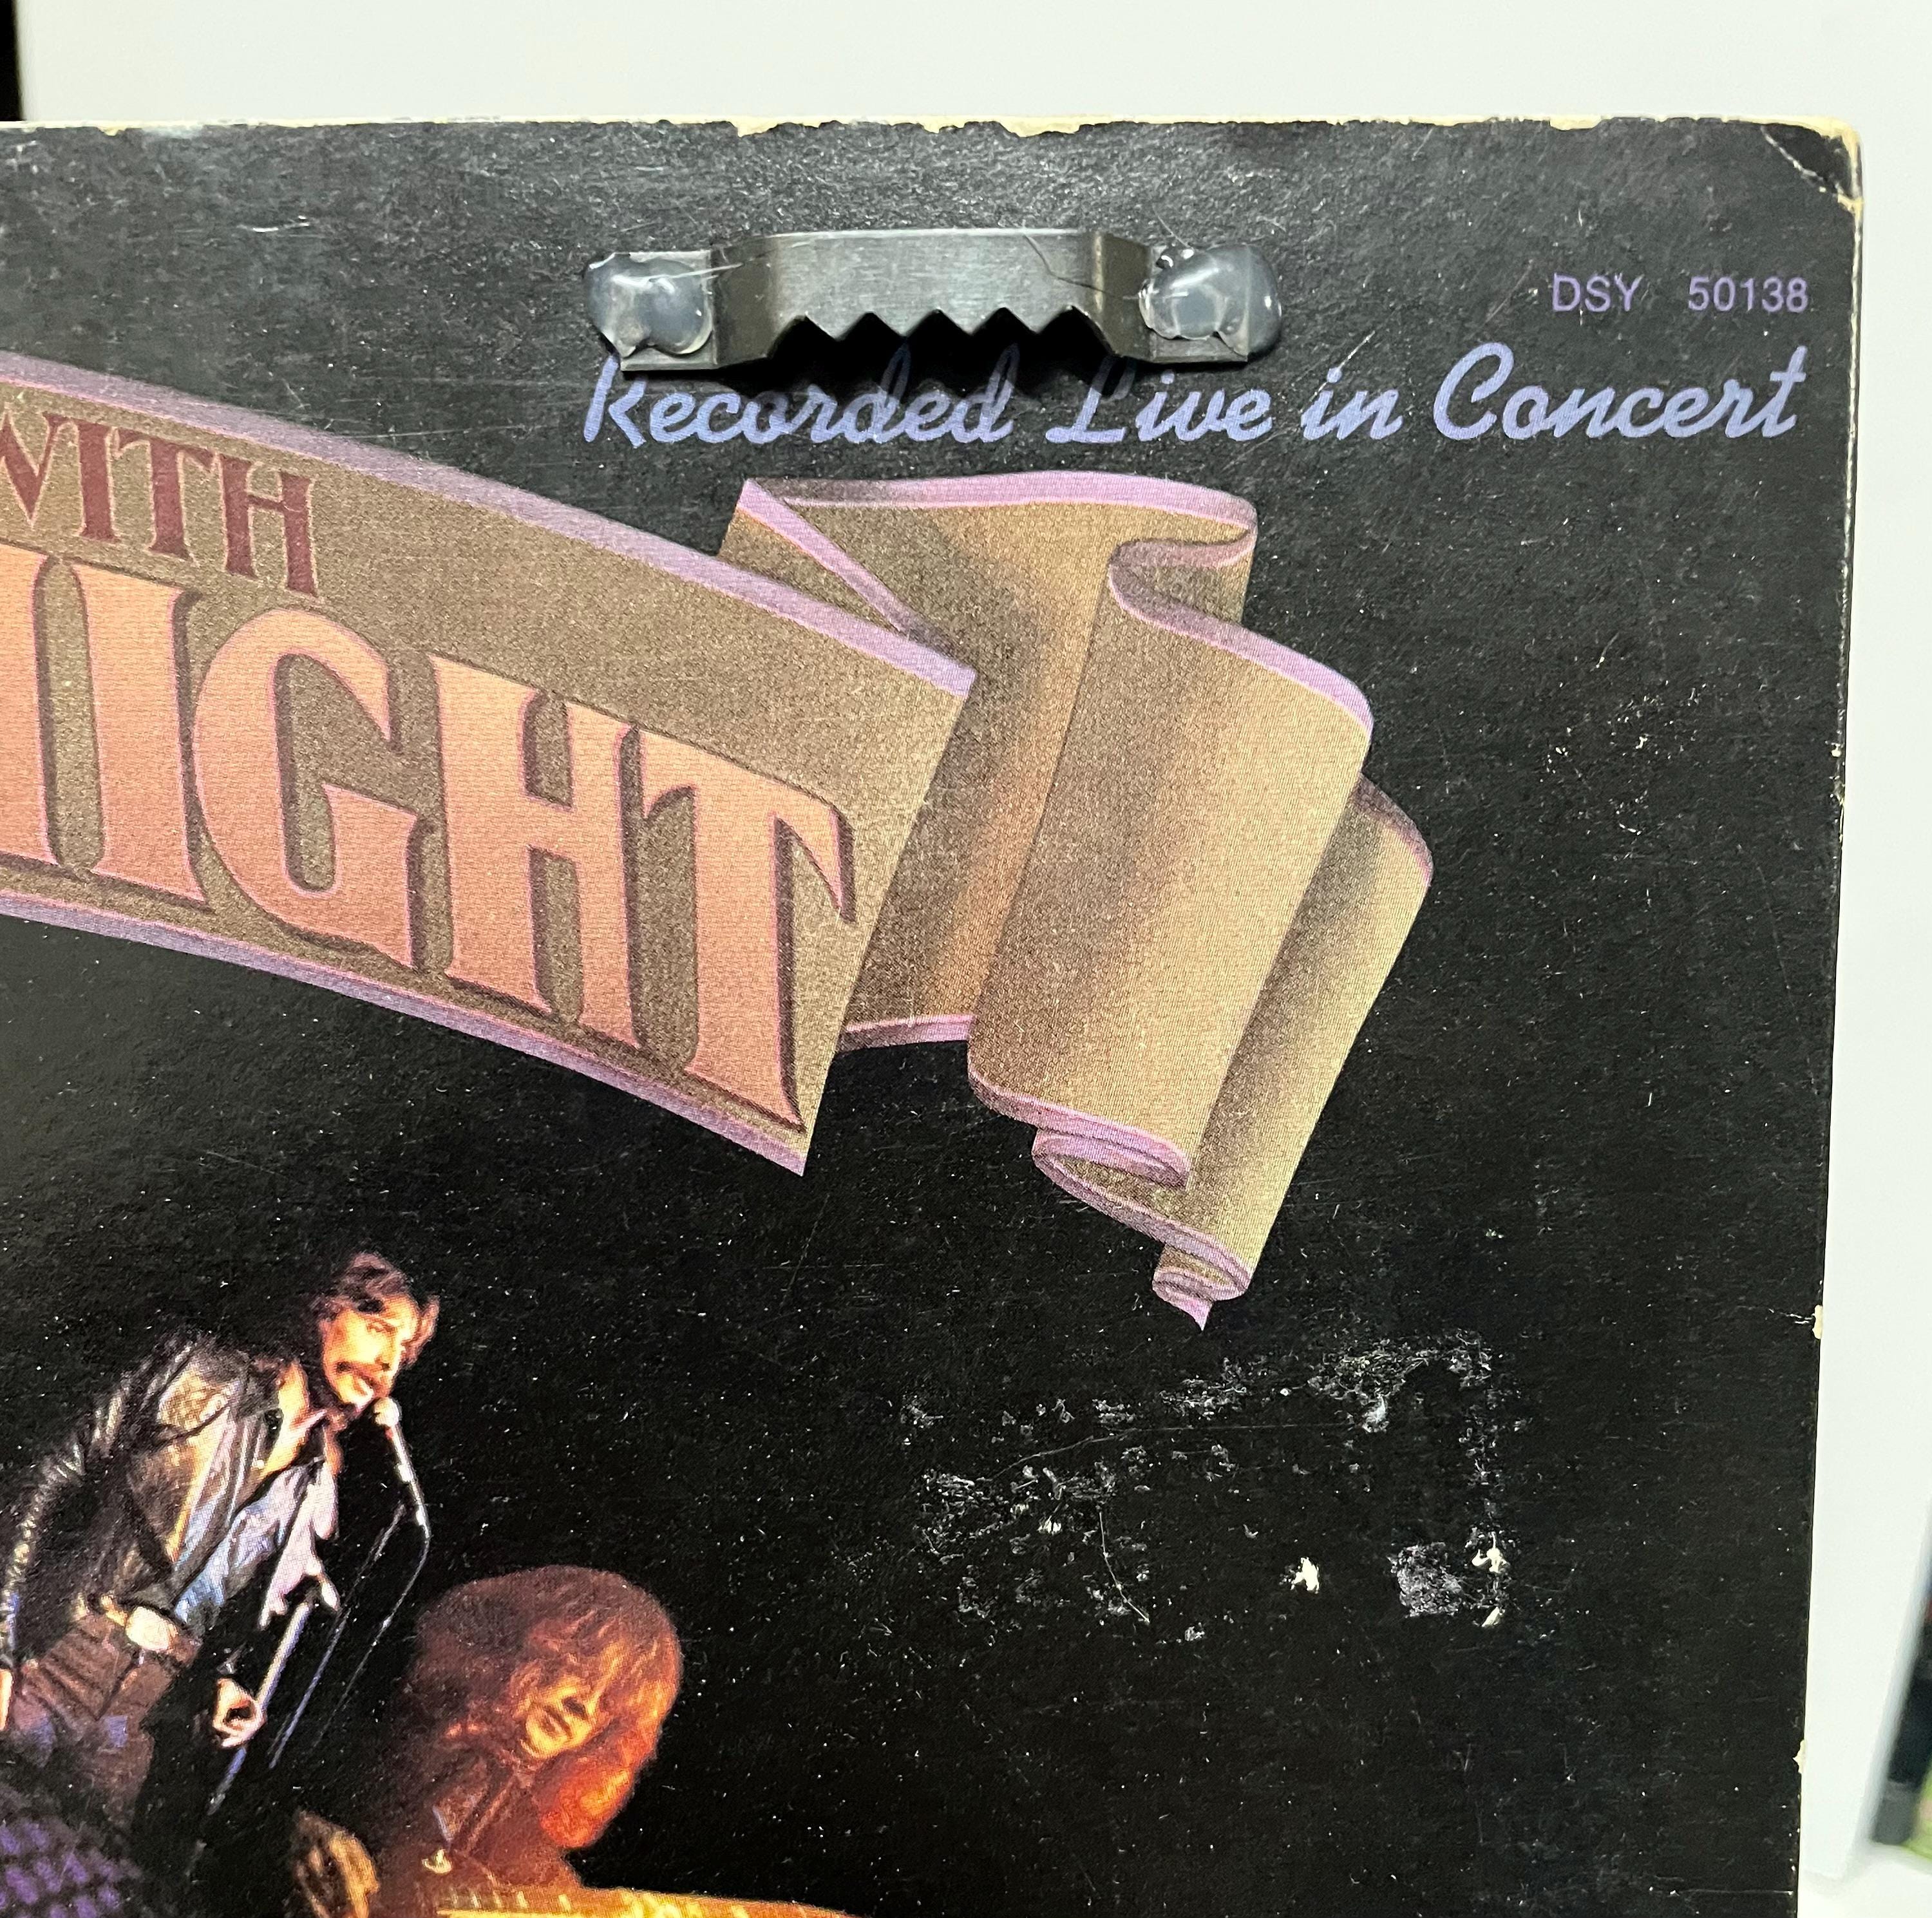 DSY 50138
Recorded Live in Concert
WITH
IGHT